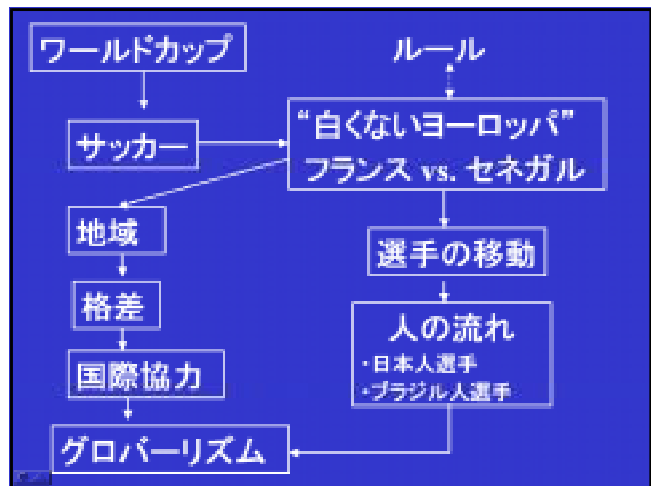 ワールドカップ
ルール
サッカー
“白くないヨーロッパ”
フランス vs. セネガル
地域
選手の移動
格差
人の流れ
・日本人選手
・ブラジル人選手
国際協力
グロバーリズム